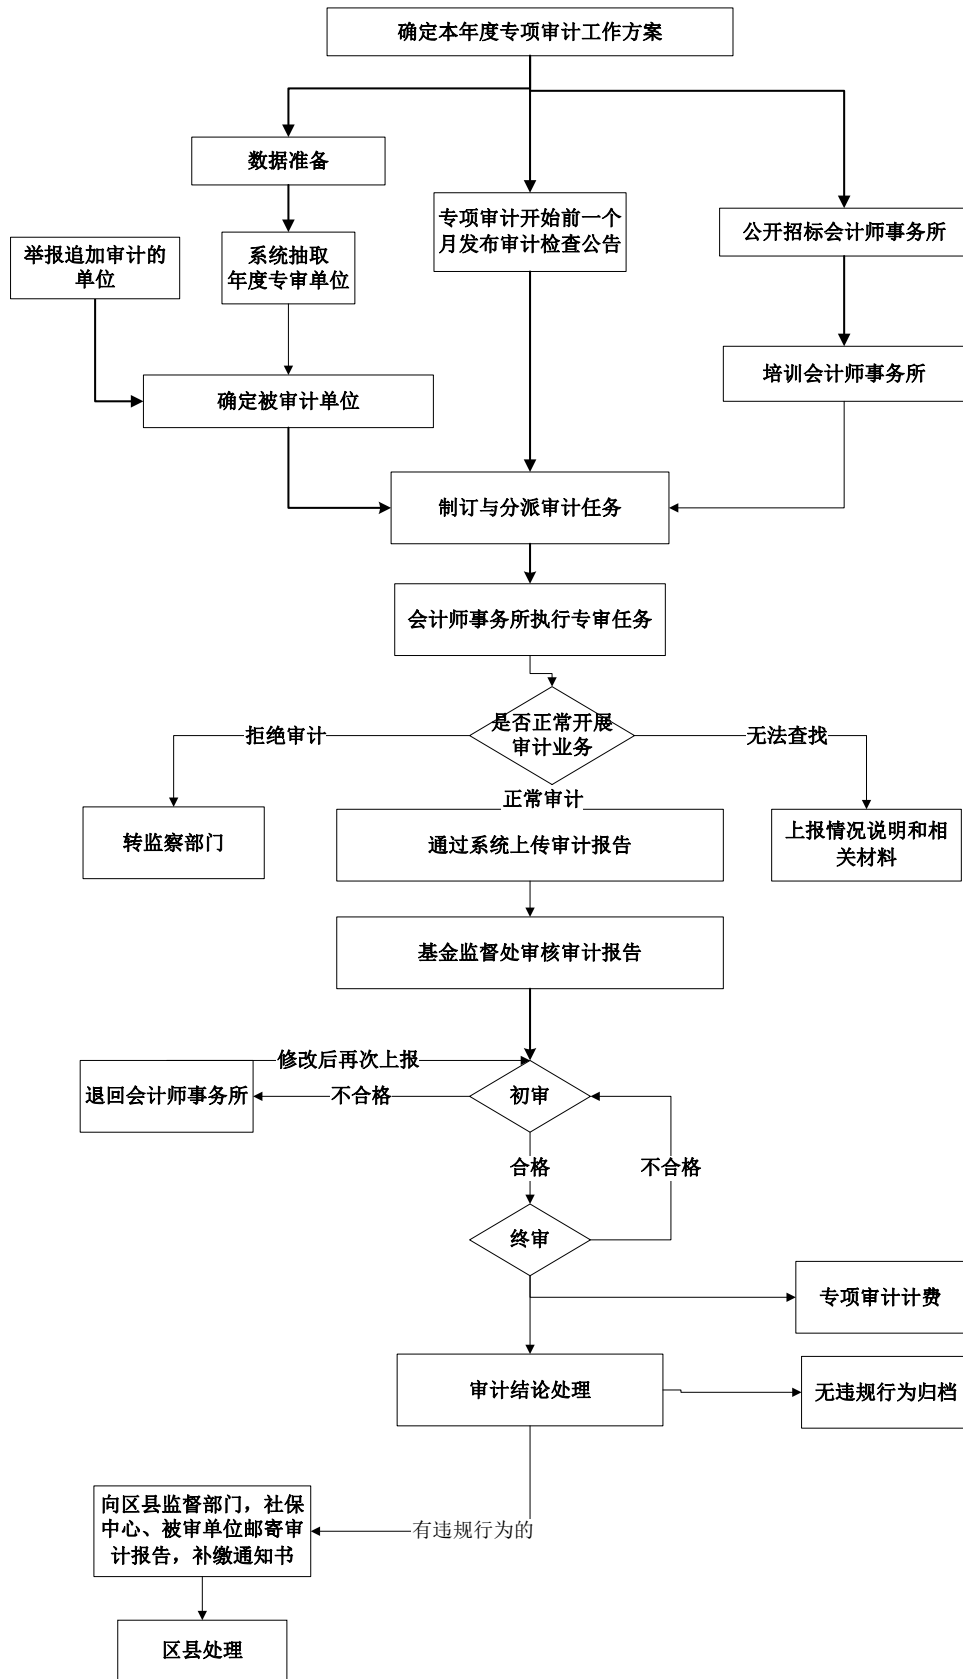 确定本年度专项审计工作方案
数据准备
专项审计开始前一个
月发布审计检查公告
公开招标会计师事务所
举报追加审计的
单位
系统抽取
年度专审单位
培训会计师事务所
确定被审计单位
制订与分派审计任务
会计师事务所执行专审任务
是否正常开展
审计业务
拒绝审计
无法查找
正常审计
转监察部门
通过系统上传审计报告
上报情况说明和相
关材料
基金监督处审核审计报告
修改后再次上报
退回会计师事务所
不合格
初审
合格
不合格
终审
专项审计计费
审计结论处理
无违规行为归档
向区县监督部门，社保
中心、被审单位邮寄审
计报告，补缴通知书
有违规行为的
区县处理